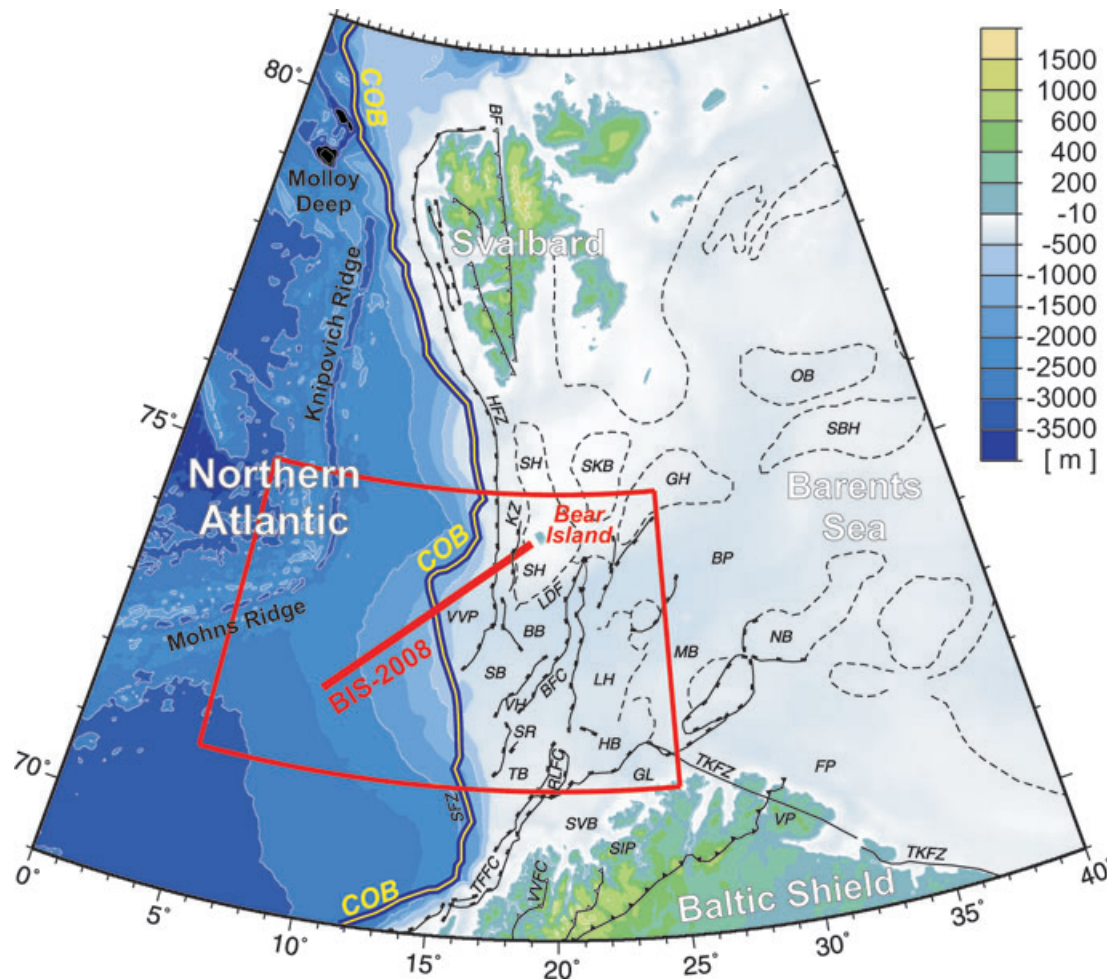 80°
COB
BF
Molloy
Deep
Svalbard
Knipovich Ridge
75°
HFZ
OB
SBH
SH
SKB
GH
Northern
Atlantic
KZ
Bear
Island
Barents
Sea
COB
SH
LDF
BP
Mohns Ridge
VVP
BB
NB
MB
BIS-2008
SB
BFC
LH
VH
SR
HB
70°
TB
RLFC
GL
TKFZ
FP
SFZ
SVB
VP
0°
TFFC
VVFC
SIP
TKFZ
40°
COB
Baltic Shield
5°
35°
10°
30°
15°
20°
25°
1500
1000
600
400
200
-10
-500
-1000
-1500
-2000
-2500
-3000
-3500
[ m ]